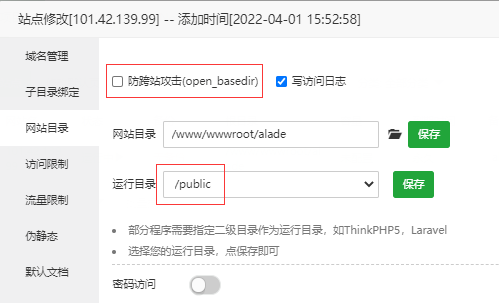 站点修改[101.42.139.99] -- 添加时间[2022-04-01 15:52:58]
域名管理
子目录绑定
网站目录
访问限制
流量限制
伪静态
默认文档
防跨站攻击(open_basedir) 写访问日志
网站目录 /www/wwwroot/alade 保存
运行目录 /public 保存
部分程序需要指定二级目录作为运行目录，如ThinkPHP5，Laravel
选择您的运行目录，点保存即可
密码访问